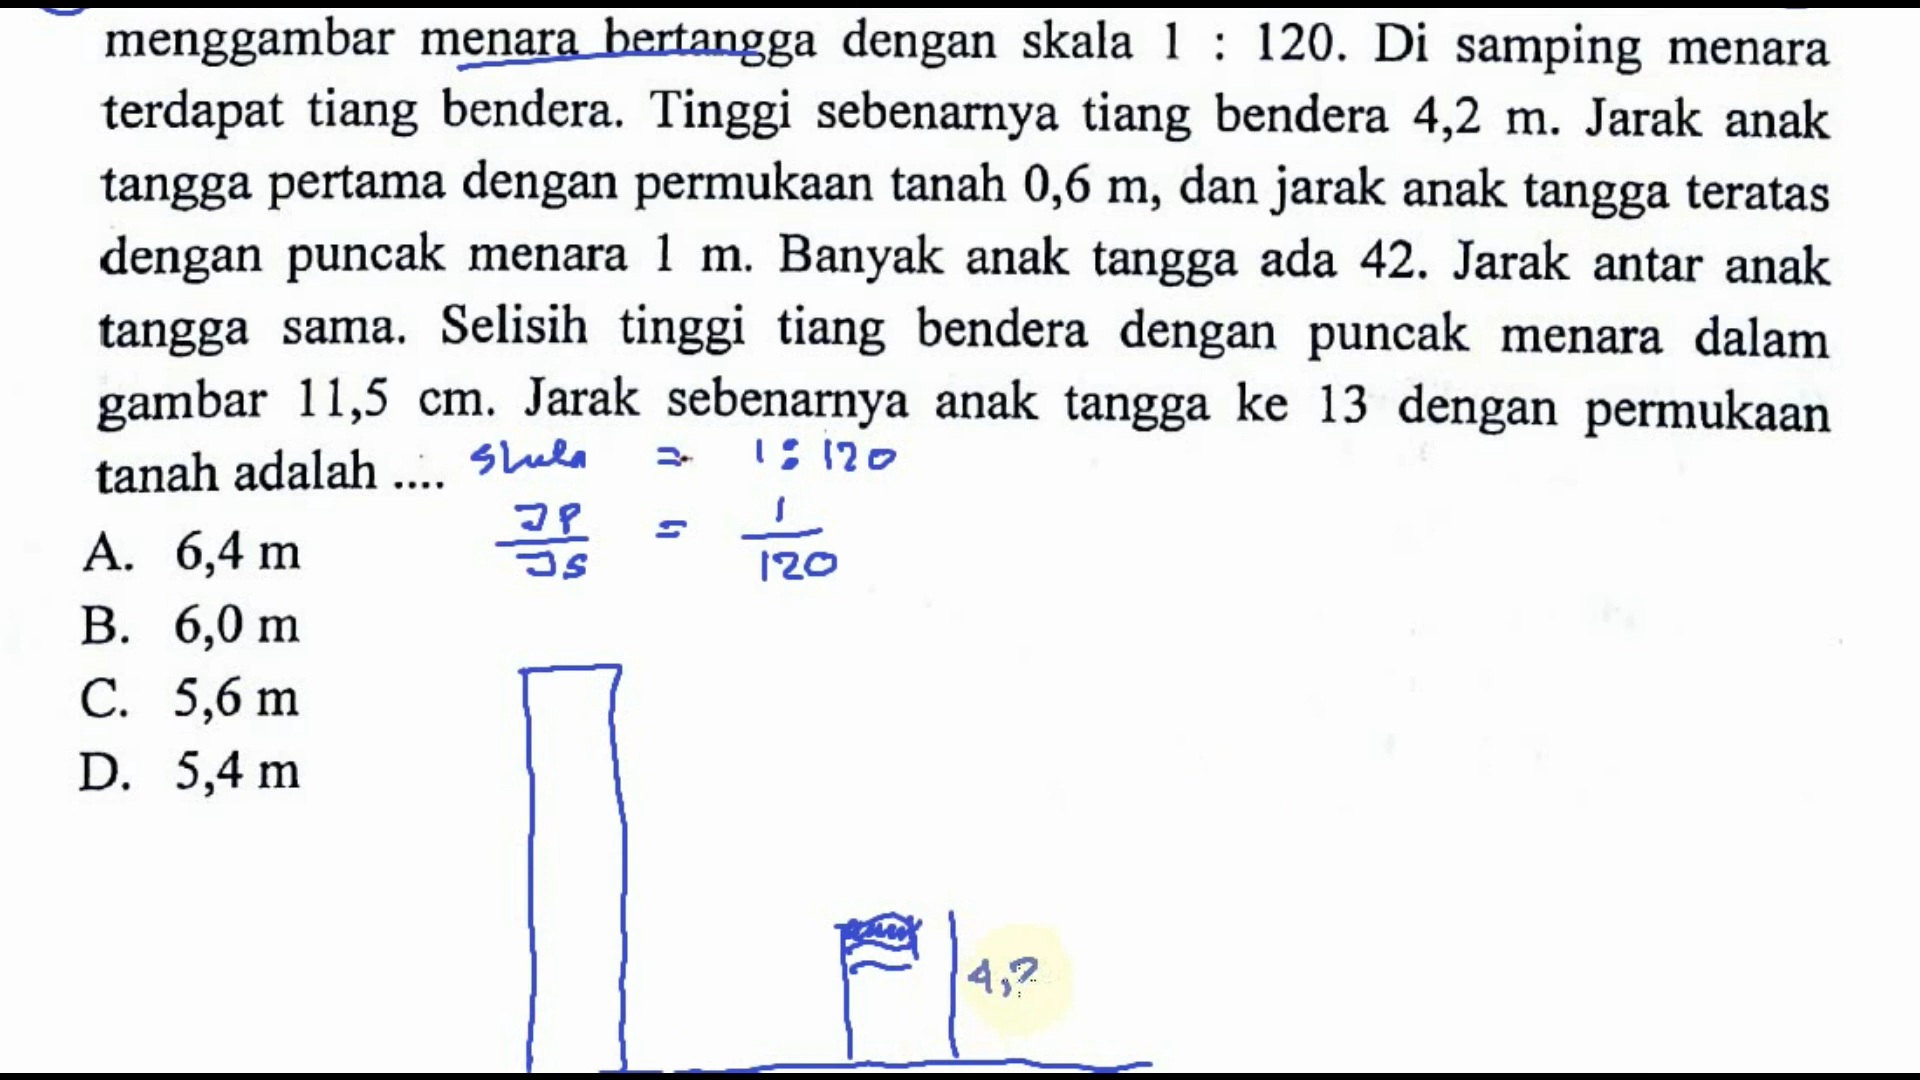 menggambar menara bertangga dengan skala 1 : 120. Di samping menara
terdapat tiang bendera. Tinggi sebenarnya tiang bendera 4,2 m. Jarak anak
tangga pertama dengan permukaan tanah 0,6 m, dan jarak anak tangga teratas
dengan puncak menara 1 m. Banyak anak tangga ada 42. Jarak antar anak
tangga sama. Selisih tinggi tiang bendera dengan puncak menara dalam
gambar 11,5 cm. Jarak sebenarnya anak tangga ke 13 dengan permukaan
tanah adalah ....
= 1 : 120
JP
= 1
JS
120
A. 6,4 m
B. 6,0 m
C. 5,6 m
D. 5,4 m
4,2